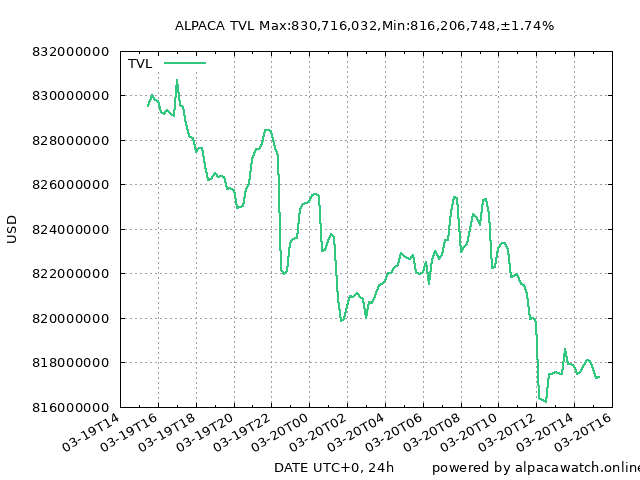 ALPACA TVL Max:830,716,032,Min:816,206,748,±1.74%
832000000
TVL
830000000
828000000
826000000
USD
824000000
822000000
820000000
818000000
816000000
03-19T14
03-19T16
03-19T18
03-19T20
03-19T22
03-20T00
03-20T02
03-20T04
03-20T06
03-20T08
03-20T10
03-20T12
03-20T14
03-20T16
DATE UTC+0, 24h
powered by alpacawatch.online